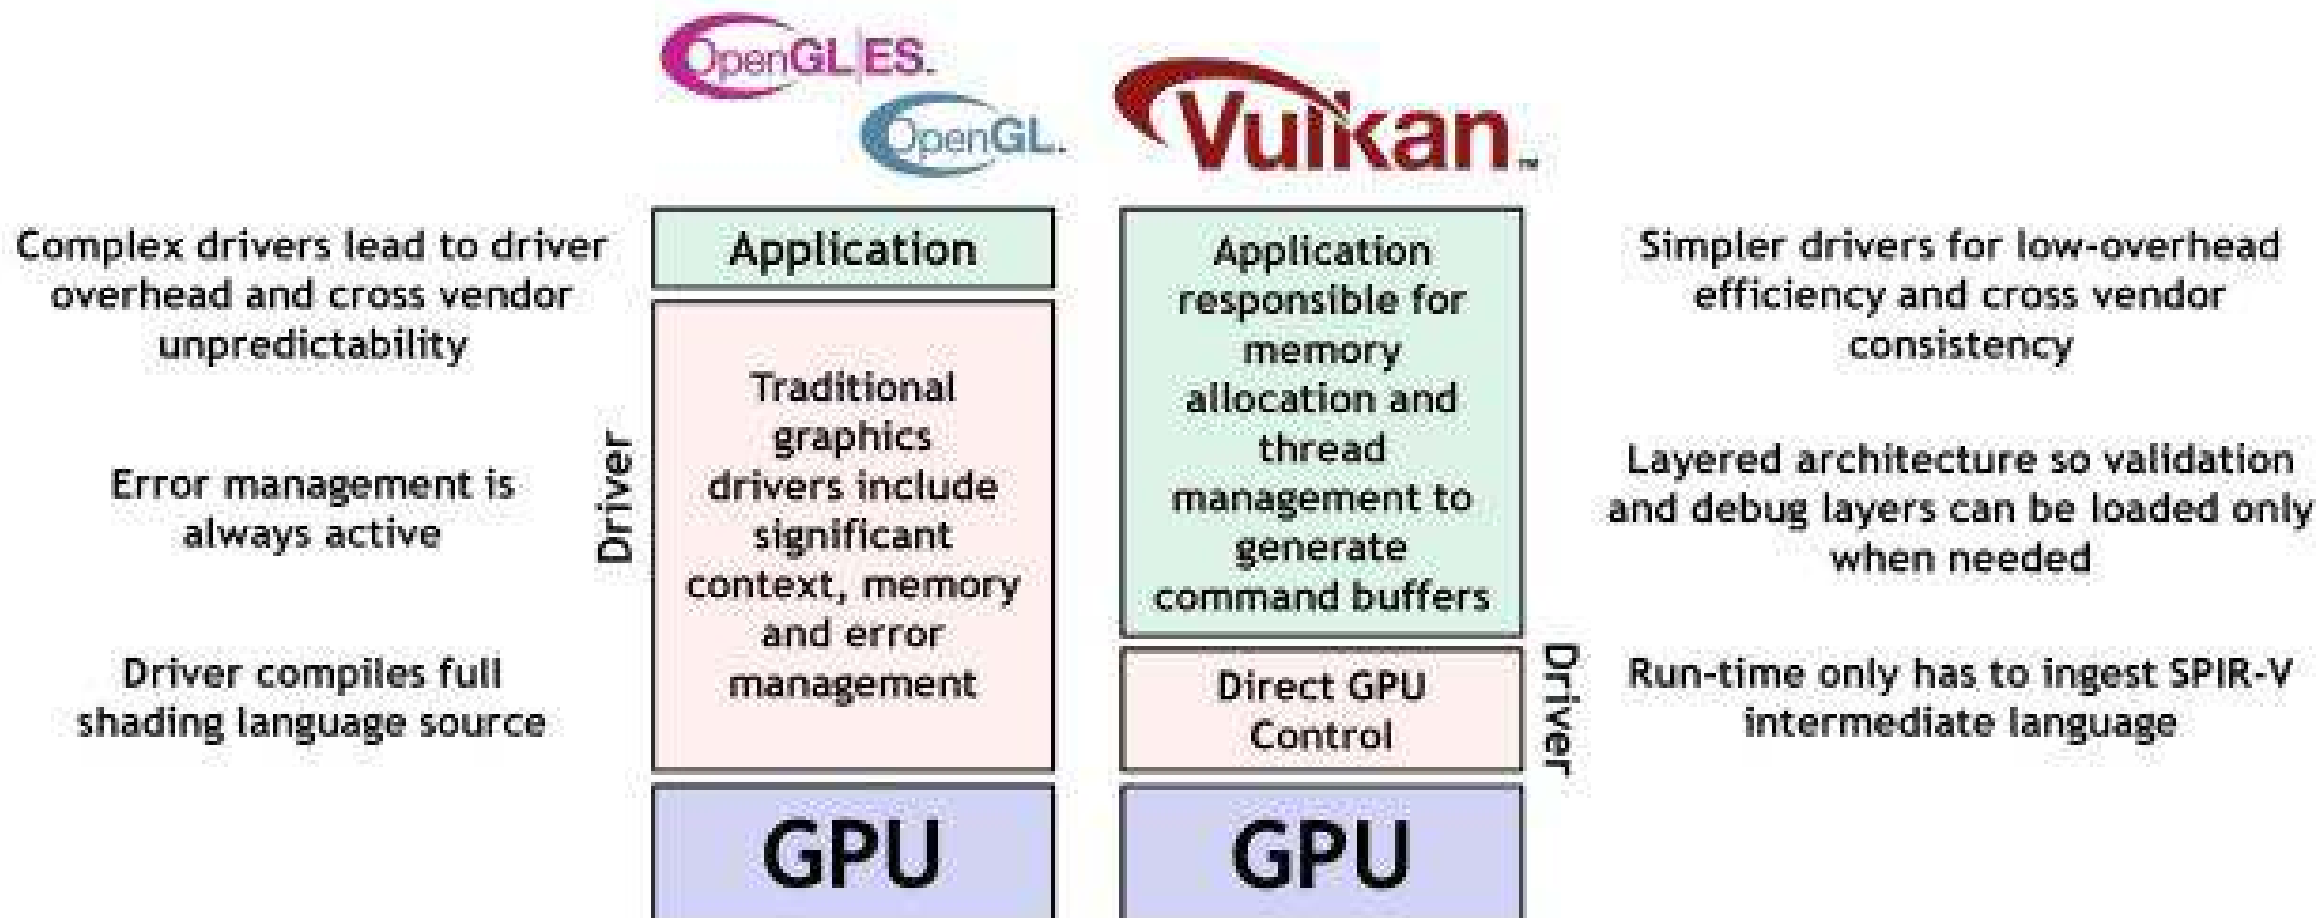 OpenGL|ES.
OpenGL.
Vulkan™
Complex drivers lead to driver
overhead and cross vendor
unpredictability
Error management is
always active
Driver compiles full
shading language source
Driver
Application
Traditional
graphics
drivers include
significant
context, memory
and error
management
GPU
Application
responsible for
memory
allocation and
thread
management to
generate
command buffers
Direct GPU
Control
GPU
Driver
Simpler drivers for low-overhead
efficiency and cross vendor
consistency
Layered architecture so validation
and debug layers can be loaded only
when needed
Run-time only has to ingest SPIR-V
intermediate language